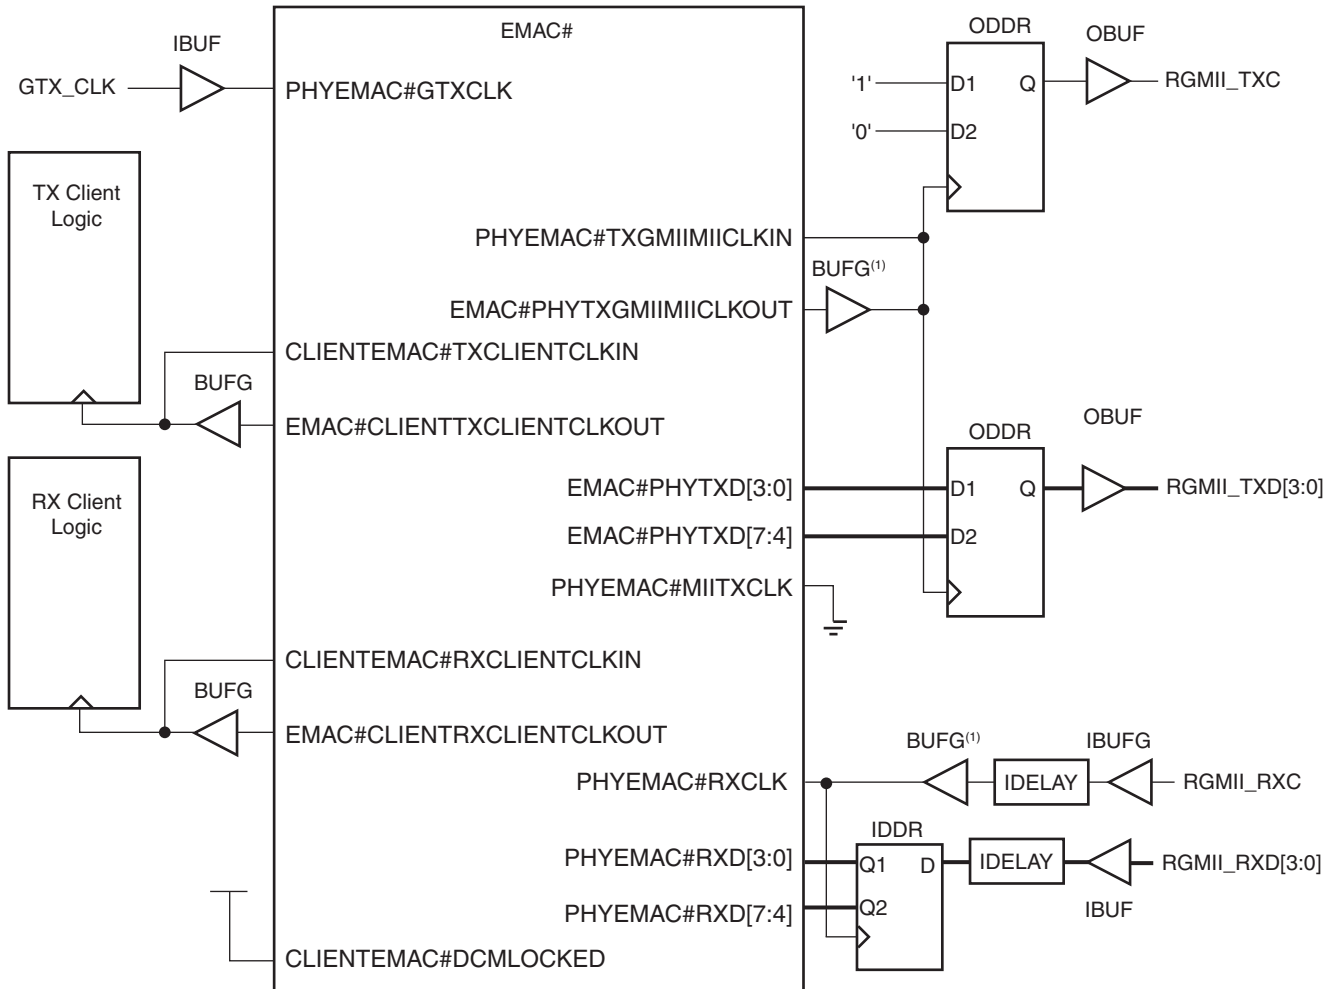 EMAC#
ODDR
OBUF
IBUF
GTX_CLK
PHYEMAC#GTXCLK
'1'
D1
Q
RGMII_TXC
'0'
D2
TX Client
Logic
PHYEMAC#TXGMIIMIICLKIN
BUFG(1)
EMAC#PHYTXGMIIMIICLKOUT
CLIENTEMAC#TXCLIENTCLKIN
BUFG
EMAC#CLIENTTXCLIENTCLKOUT
OBUF
ODDR
RX Client
Logic
EMAC#PHYTXD[3:0]
D1
Q
RGMII_TXD[3:0]
EMAC#PHYTXD[7:4]
D2
PHYEMAC#MIITXCLK
CLIENTEMAC#RXCLIENTCLKIN
BUFG
EMAC#CLIENTRXCLIENTCLKOUT
BUFG(1)
IBUFG
PHYEMAC#RXCLK
IDELAY
RGMII_RXC
IDDR
PHYEMAC#RXD[3:0]
Q1
D
IDELAY
RGMII_RXD[3:0]
PHYEMAC#RXD[7:4]
Q2
IBUF
CLIENTEMAC#DCMLOCKED